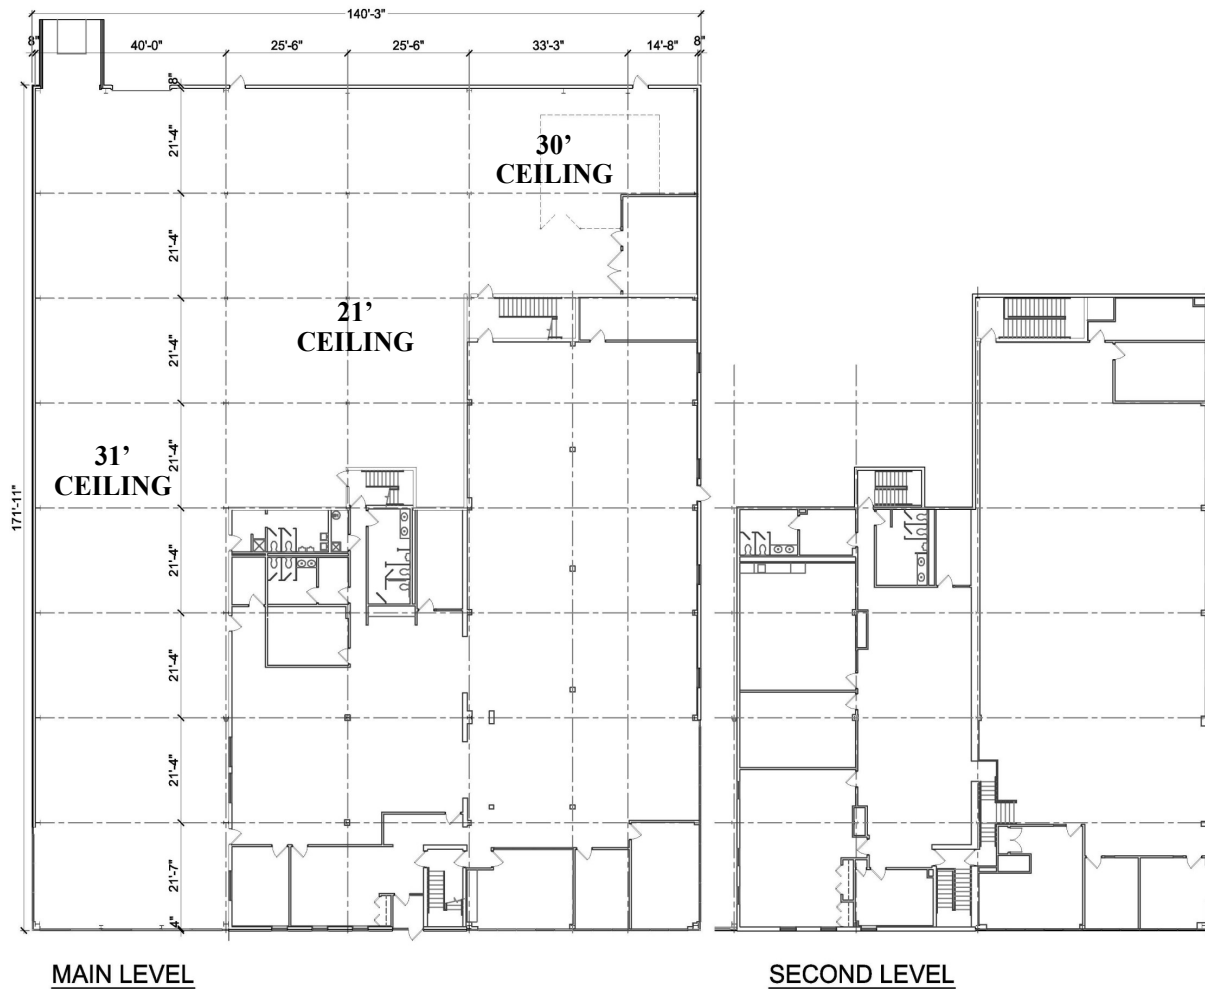 140'-3"
8" 40'-0" 25'-6" 25'-6" 33'-3" 14'-8" 8"
8"
21'-4"
30'
CEILING
21'-4"
21'
CEILING
21'-4"
31'
CEILING
21'-4"
171'-11"
21'-4"
21'-4"
21'-4"
21'-7"
4"
MAIN LEVEL
SECOND LEVEL